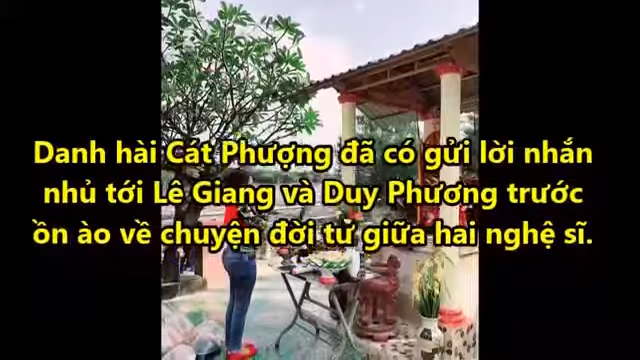 Danh hài Cát Phượng đã có gửi lời nhắn
nhủ tới Lê Giang và Duy Phương trước
ồn ào về chuyện đời tư giữa hai nghệ sĩ.